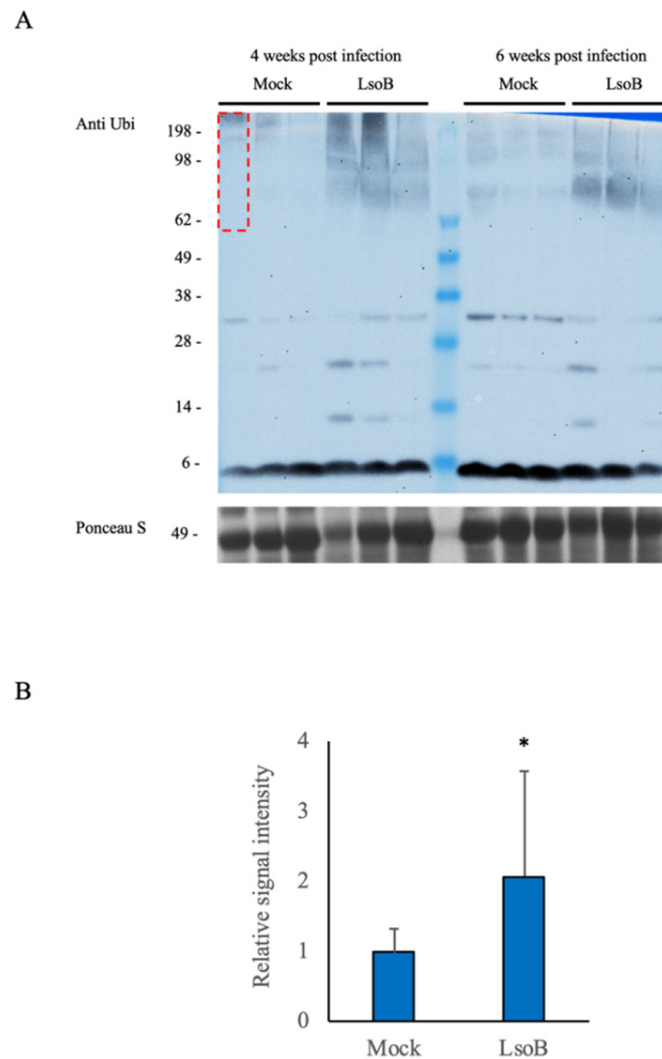 A
4 weeks post infection 6 weeks post infection
Mock LsoB Mock LsoB
Anti Ubi
198 -
98 -
62 -
49 -
38 -
28 -
14 -
6 -
Ponceau S 49 -
B
4
*
3
Relative signal intensity
2
1
0
Mock LsoB